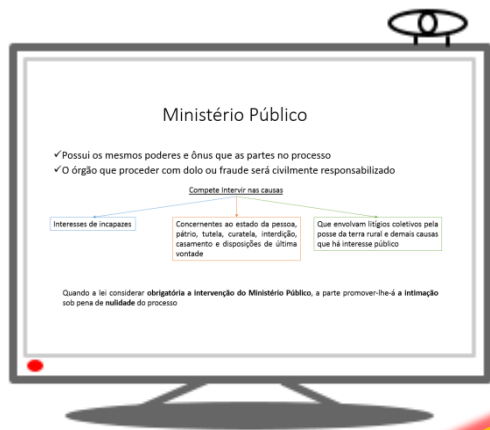 Ministério Público
✓Possui os mesmos poderes e ônus que as partes no processo
✓O órgão que proceder com dolo ou fraude será civilmente responsabilizado
Compete Intervir nas causas
Interesses de incapazes
Concernentes ao estado da pessoa,
pátrio, tutela, curatela, interdição,
casamento e disposições de última
vontade
Que envolvam litígios coletivos pela
posse da terra rural e demais causas
que há interesse público
Quando a lei considerar obrigatória a intervenção do Ministério Público, a parte promover-lhe-á a intimação
sob pena de nulidade do processo